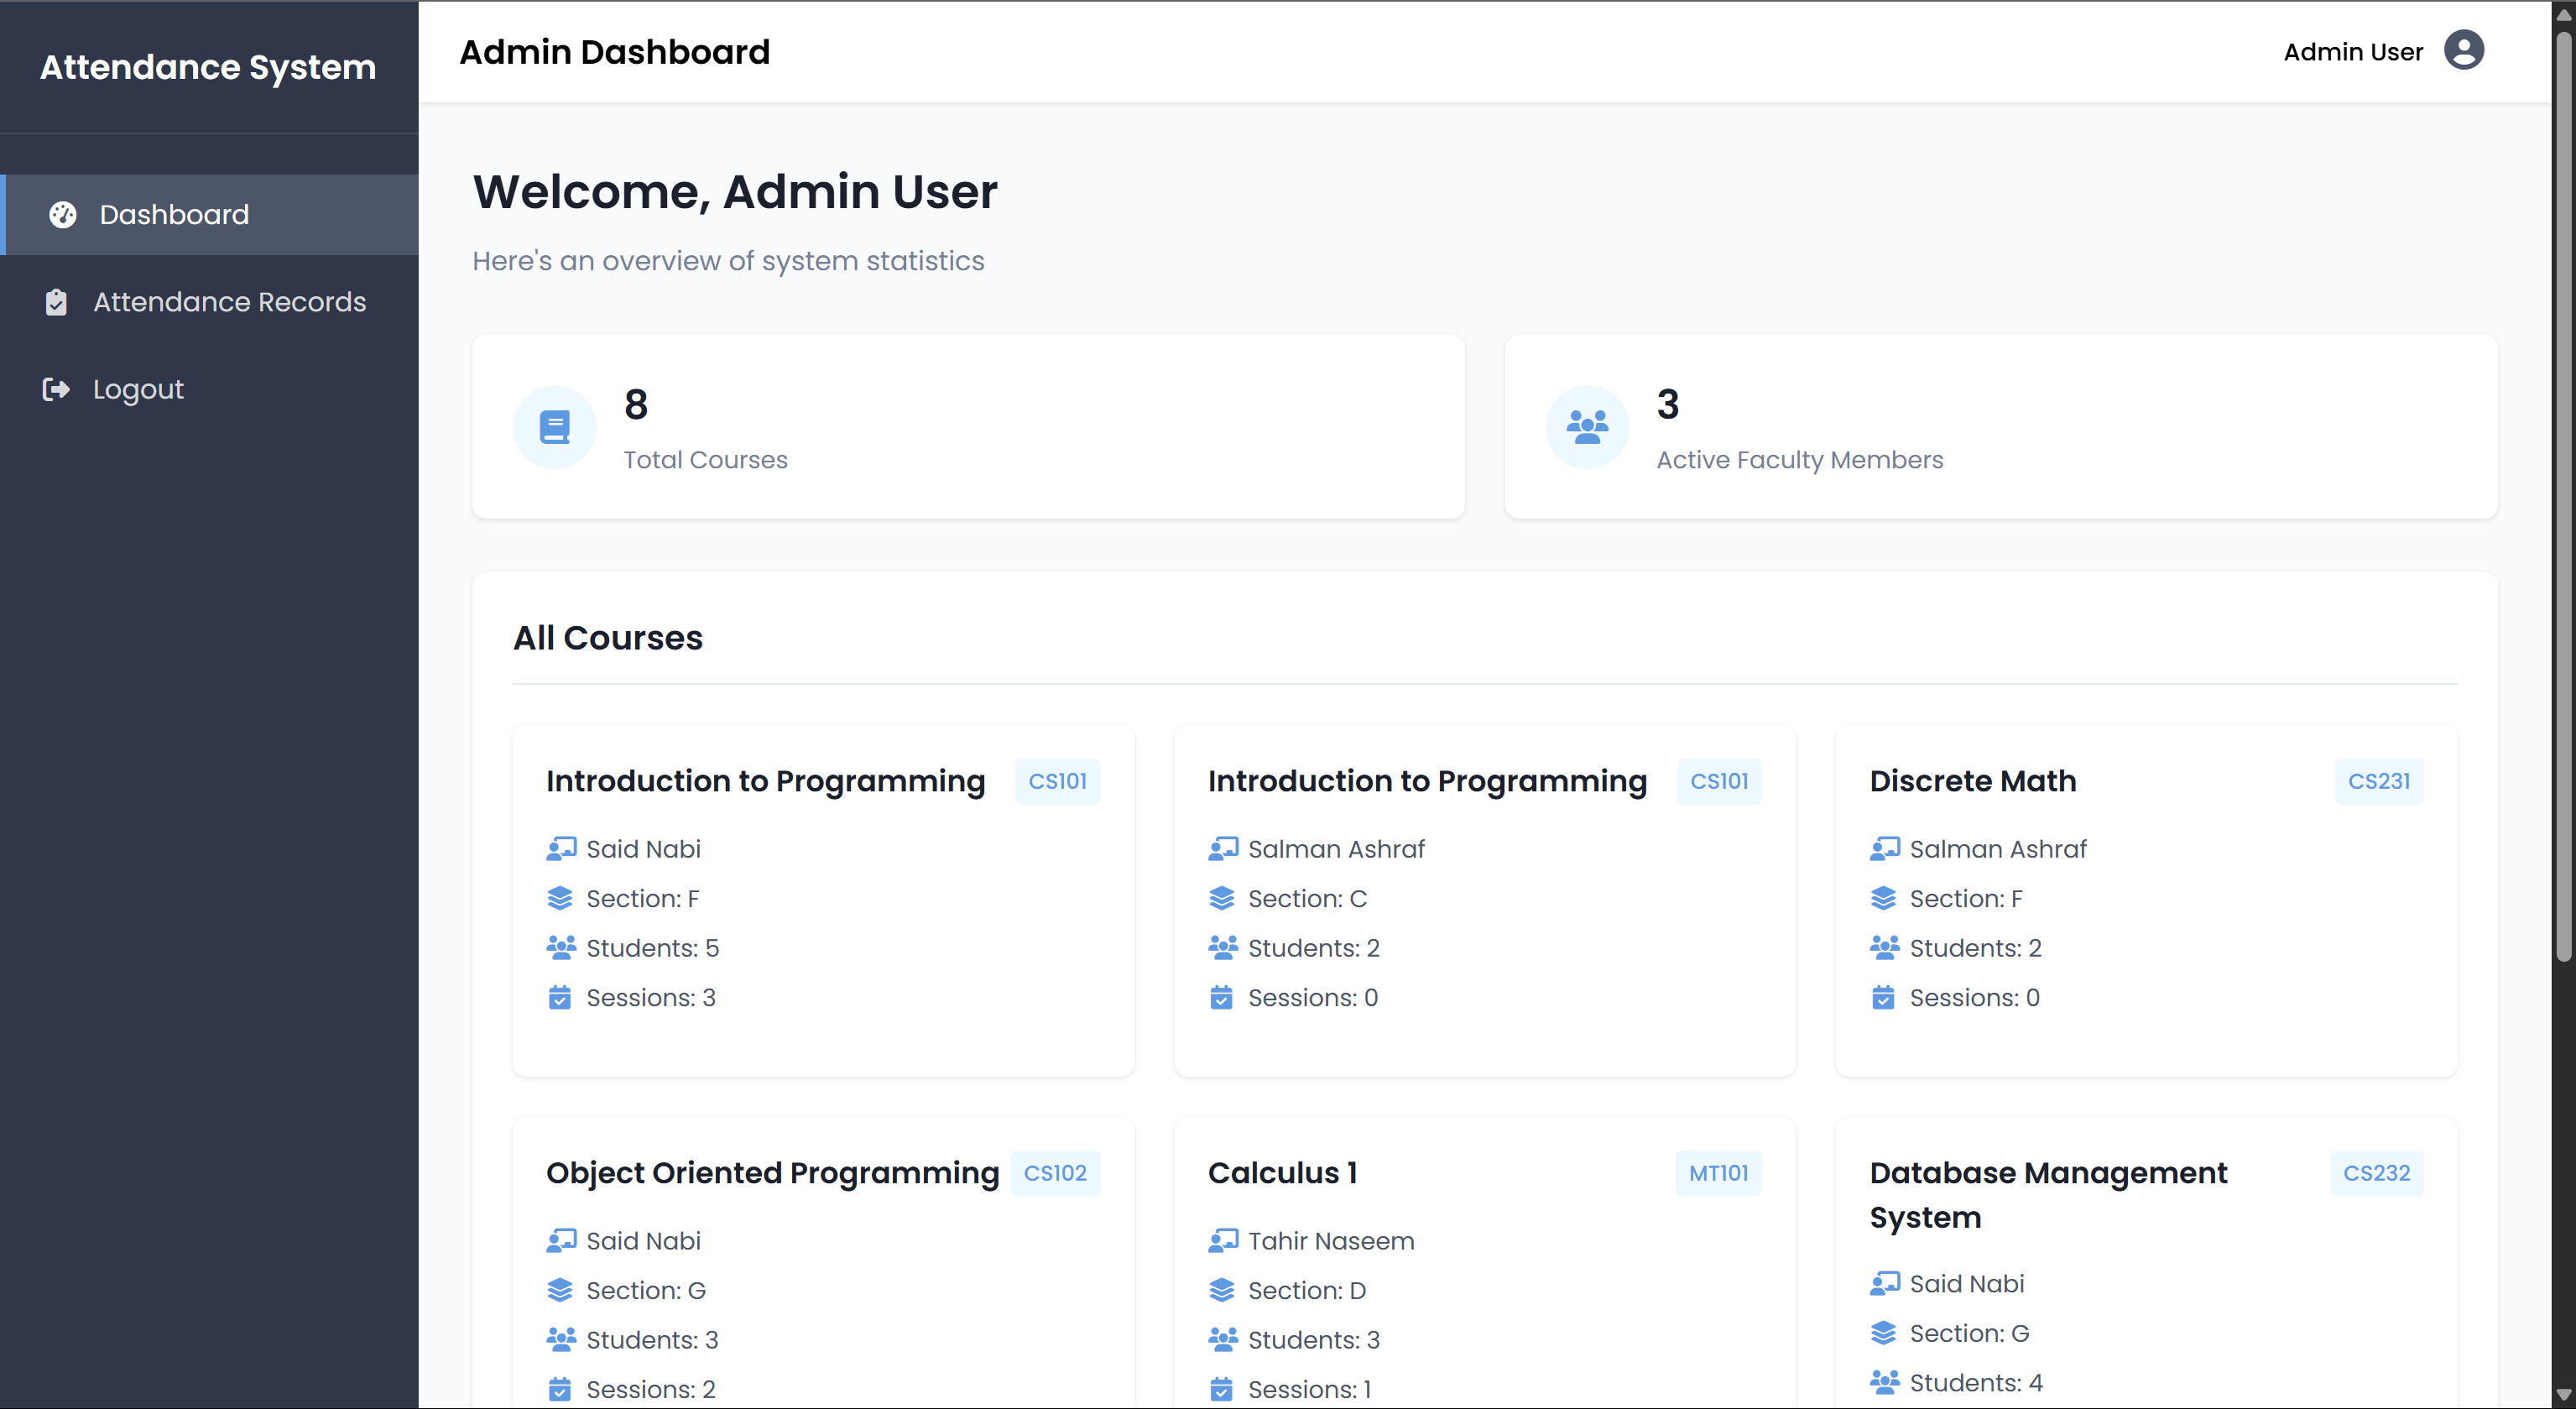 Attendance System
Dashboard
Attendance Records
Logout
Admin Dashboard
Admin User
Welcome, Admin User
Here's an overview of system statistics
8
Total Courses
3
Active Faculty Members
All Courses
Introduction to Programming CS101
Said Nabi
Section: F
Students: 5
Sessions: 3
Introduction to Programming CS101
Salman Ashraf
Section: C
Students: 2
Sessions: 0
Discrete Math CS231
Salman Ashraf
Section: F
Students: 2
Sessions: 0
Object Oriented Programming CS102
Said Nabi
Section: G
Students: 3
Sessions: 2
Calculus 1 MT101
Tahir Naseem
Section: D
Students: 3
Sessions: 1
Database Management CS232
System
Said Nabi
Section: G
Students: 4